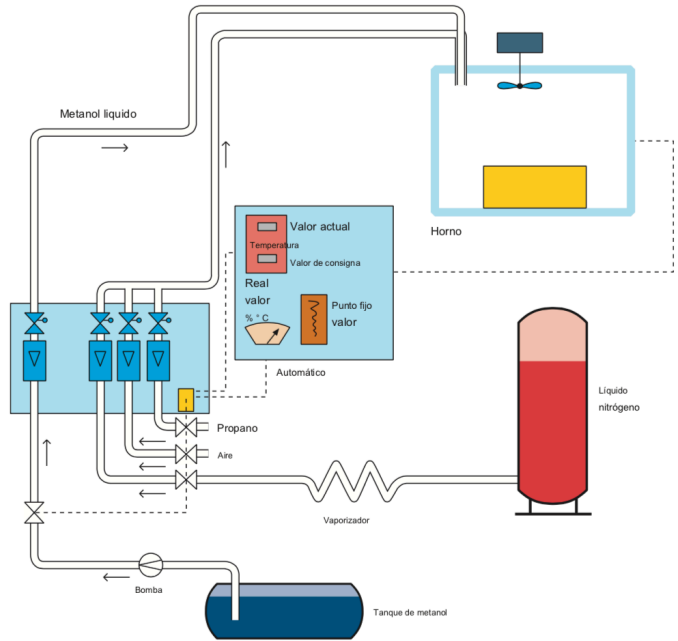 Metanol liquido
Horno
Valor actual
Temperatura
Valor de consigna
Real
valor
% ° C
Punto fijo
valor
Automático
Líquido
nitrógeno
Propano
Aire
Vaporizador
Bomba
Tanque de metanol